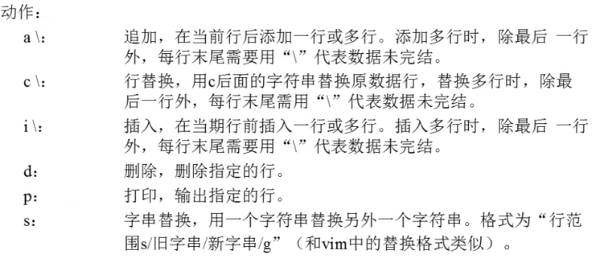 动作：
a \： 追加，在当前行后添加一行或多行。添加多行时，除最后 一行
外，每行末尾需要用“\”代表数据未完结。
c \： 行替换，用c后面的字符串替换原数据行，替换多行时，除最
后一行外，每行末尾需用“\”代表数据未完结。
i \： 插入，在当期行前插入一行或多行。插入多行时，除最后 一行
外，每行末尾需要用“\”代表数据未完结。
d： 删除，删除指定的行。
p： 打印，输出指定的行。
s： 字串替换，用一个字符串替换另外一个字符串。格式为“行范
围s/旧字串/新字串/g”（和vim中的替换格式类似）。